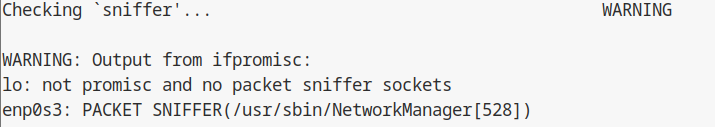 Checking `sniffer'... WARNING
WARNING: Output from ifpromisc:
lo: not promisc and no packet sniffer sockets
enp0s3: PACKET SNIFFER(/usr/sbin/NetworkManager[528])